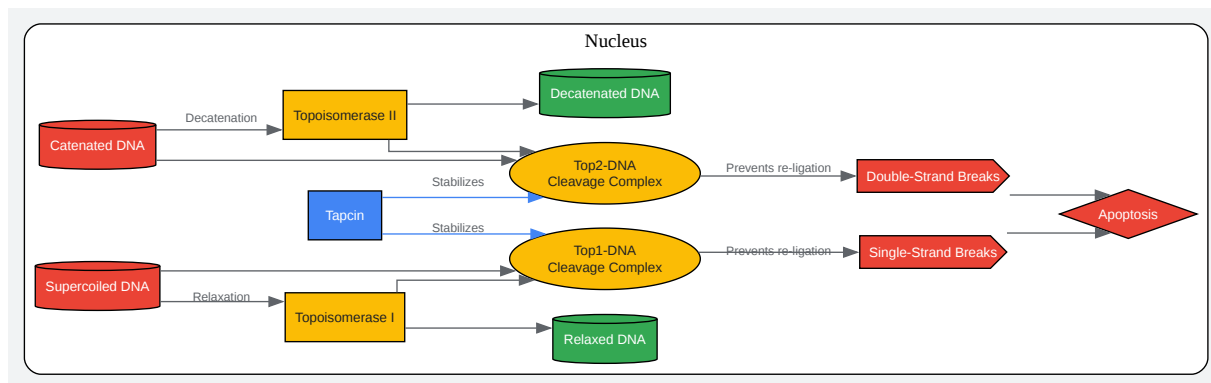 Nucleus
Decatenated DNA
Decatenation
Topoisomerase II
Catenated DNA
Top2-DNA
Cleavage Complex
Prevents re-ligation
Double-Strand Breaks
Stabilizes
Tapcin
Apoptosis
Stabilizes
Top1-DNA
Cleavage Complex
Prevents re-ligation
Single-Strand Breaks
Supercoiled DNA
Relaxation
Topoisomerase I
Relaxed DNA